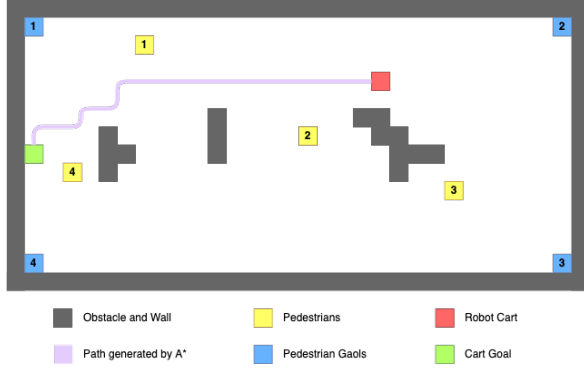 1
2
1
2
4
3
4
3
Obstacle and Wall
Pedestrians
Robot Cart
Path generated by A*
Pedestrian Gaols
Cart Goal